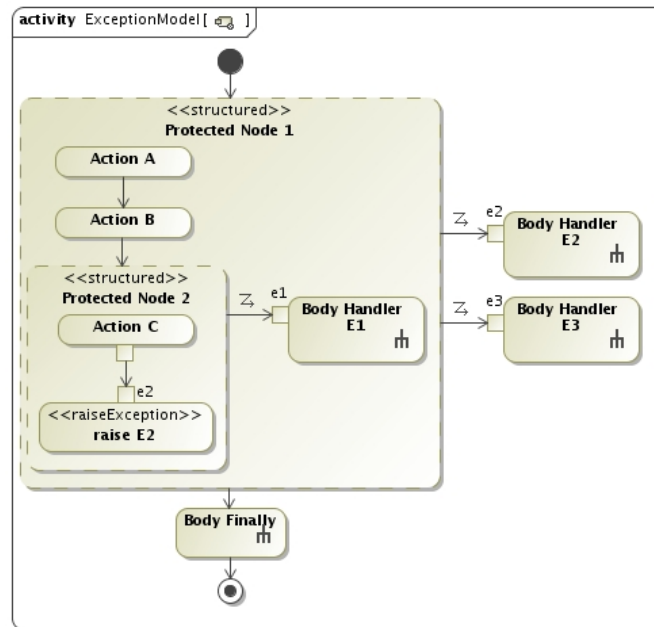 activity ExceptionModel[ ]
<<structured>>
Protected Node 1
Action A
Action B
<<structured>>
Protected Node 2
Action C
e2
<<raiseException>>
raise E2
e1
Body Handler
E1
e2
Body Handler
E2
e3
Body Handler
E3
Body Finally